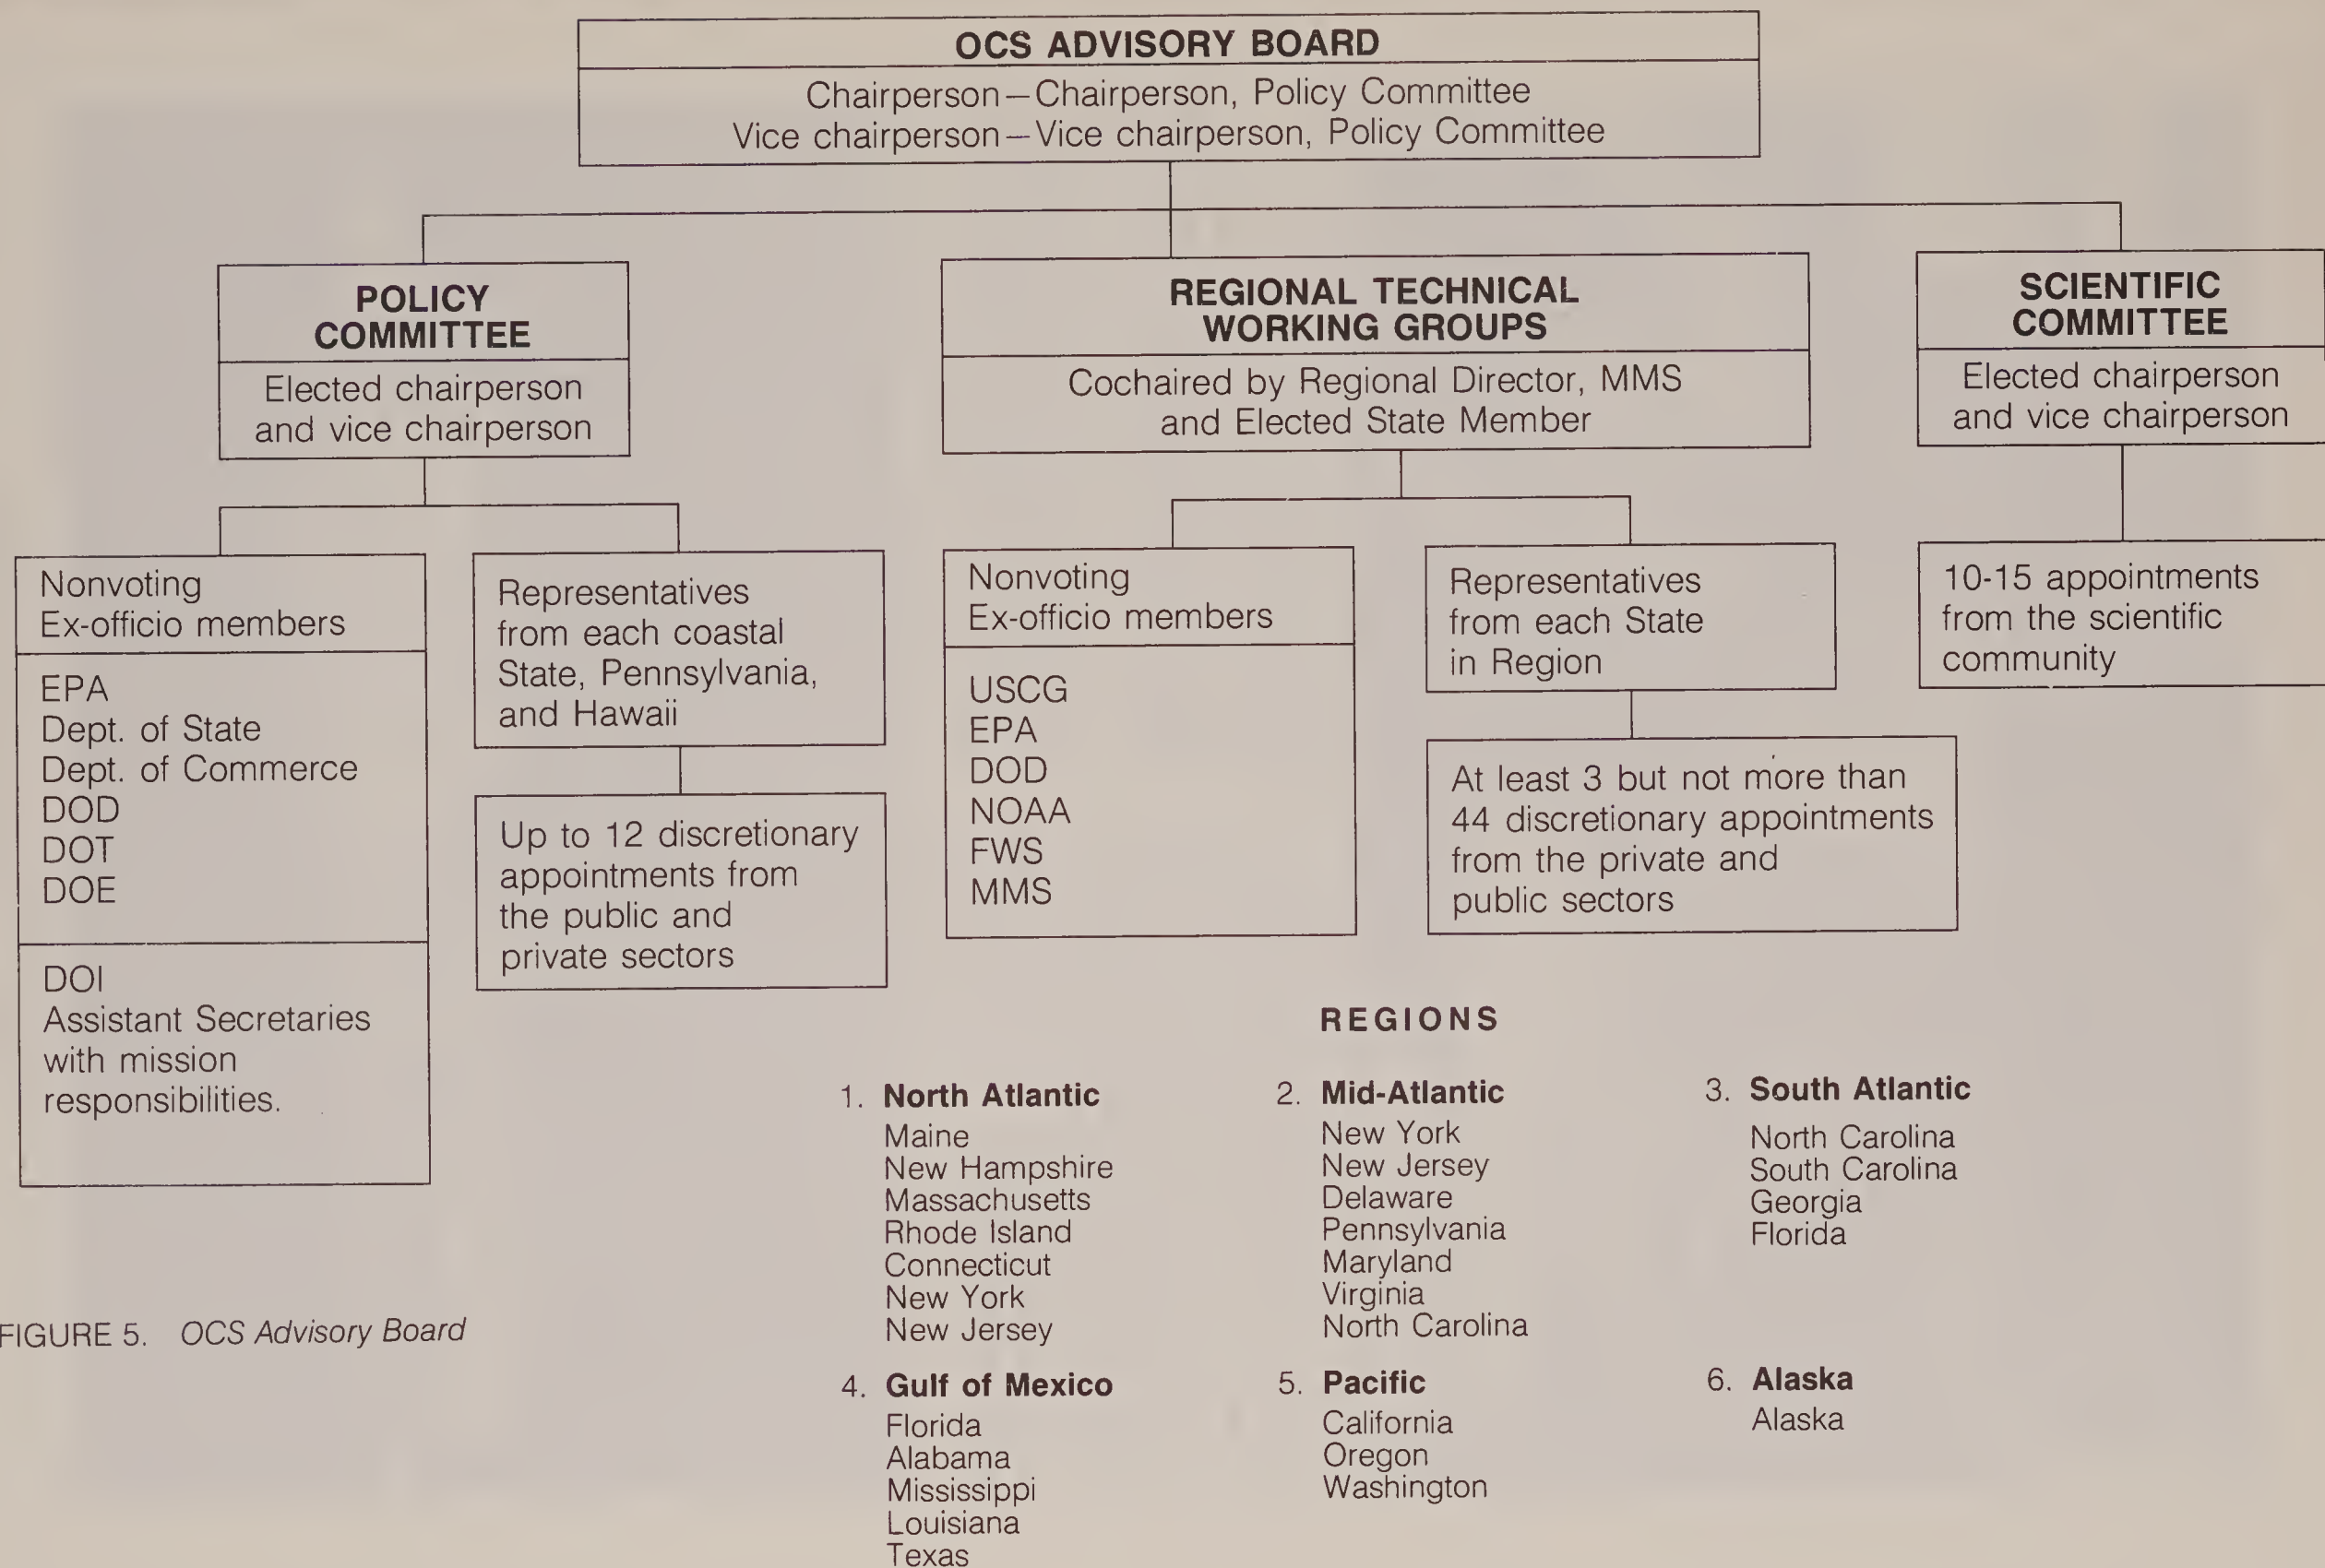 OCS ADVISORY BOARD
Chairperson—Chairperson, Policy Committee
Vice chairperson—Vice chairperson, Policy Committee
POLICY
COMMITTEE
Elected chairperson
and vice chairperson
REGIONAL TECHNICAL
WORKING GROUPS
Cochaired by Regional Director, MMS
and Elected State Member
SCIENTIFIC
COMMITTEE
Elected chairperson
and vice chairperson
Nonvoting
Ex-officio members
EPA
Dept. of State
Dept. of Commerce
DOD
DOT
DOE
DOI
Assistant Secretaries
with mission
responsibilities.
Representatives
from each coastal
State, Pennsylvania,
and Hawaii
Up to 12 discretionary
appointments from
the public and
private sectors
Nonvoting
Ex-officio members
USCG
EPA
DOD
NOAA
FWS
MMS
Representatives
from each State
in Region
At least 3 but not more than
44 discretionary appointments
from the private and
public sectors
10-15 appointments
from the scientific
community
REGIONS
1. North Atlantic
Maine
New Hampshire
Massachusetts
Rhode Island
Connecticut
New York
New Jersey
2. Mid-Atlantic
New York
New Jersey
Delaware
Pennsylvania
Maryland
Virginia
North Carolina
3. South Atlantic
North Carolina
South Carolina
Georgia
Florida
4. Gulf of Mexico
Florida
Alabama
Mississippi
Louisiana
Texas
5. Pacific
California
Oregon
Washington
6. Alaska
Alaska
FIGURE 5. OCS Advisory Board